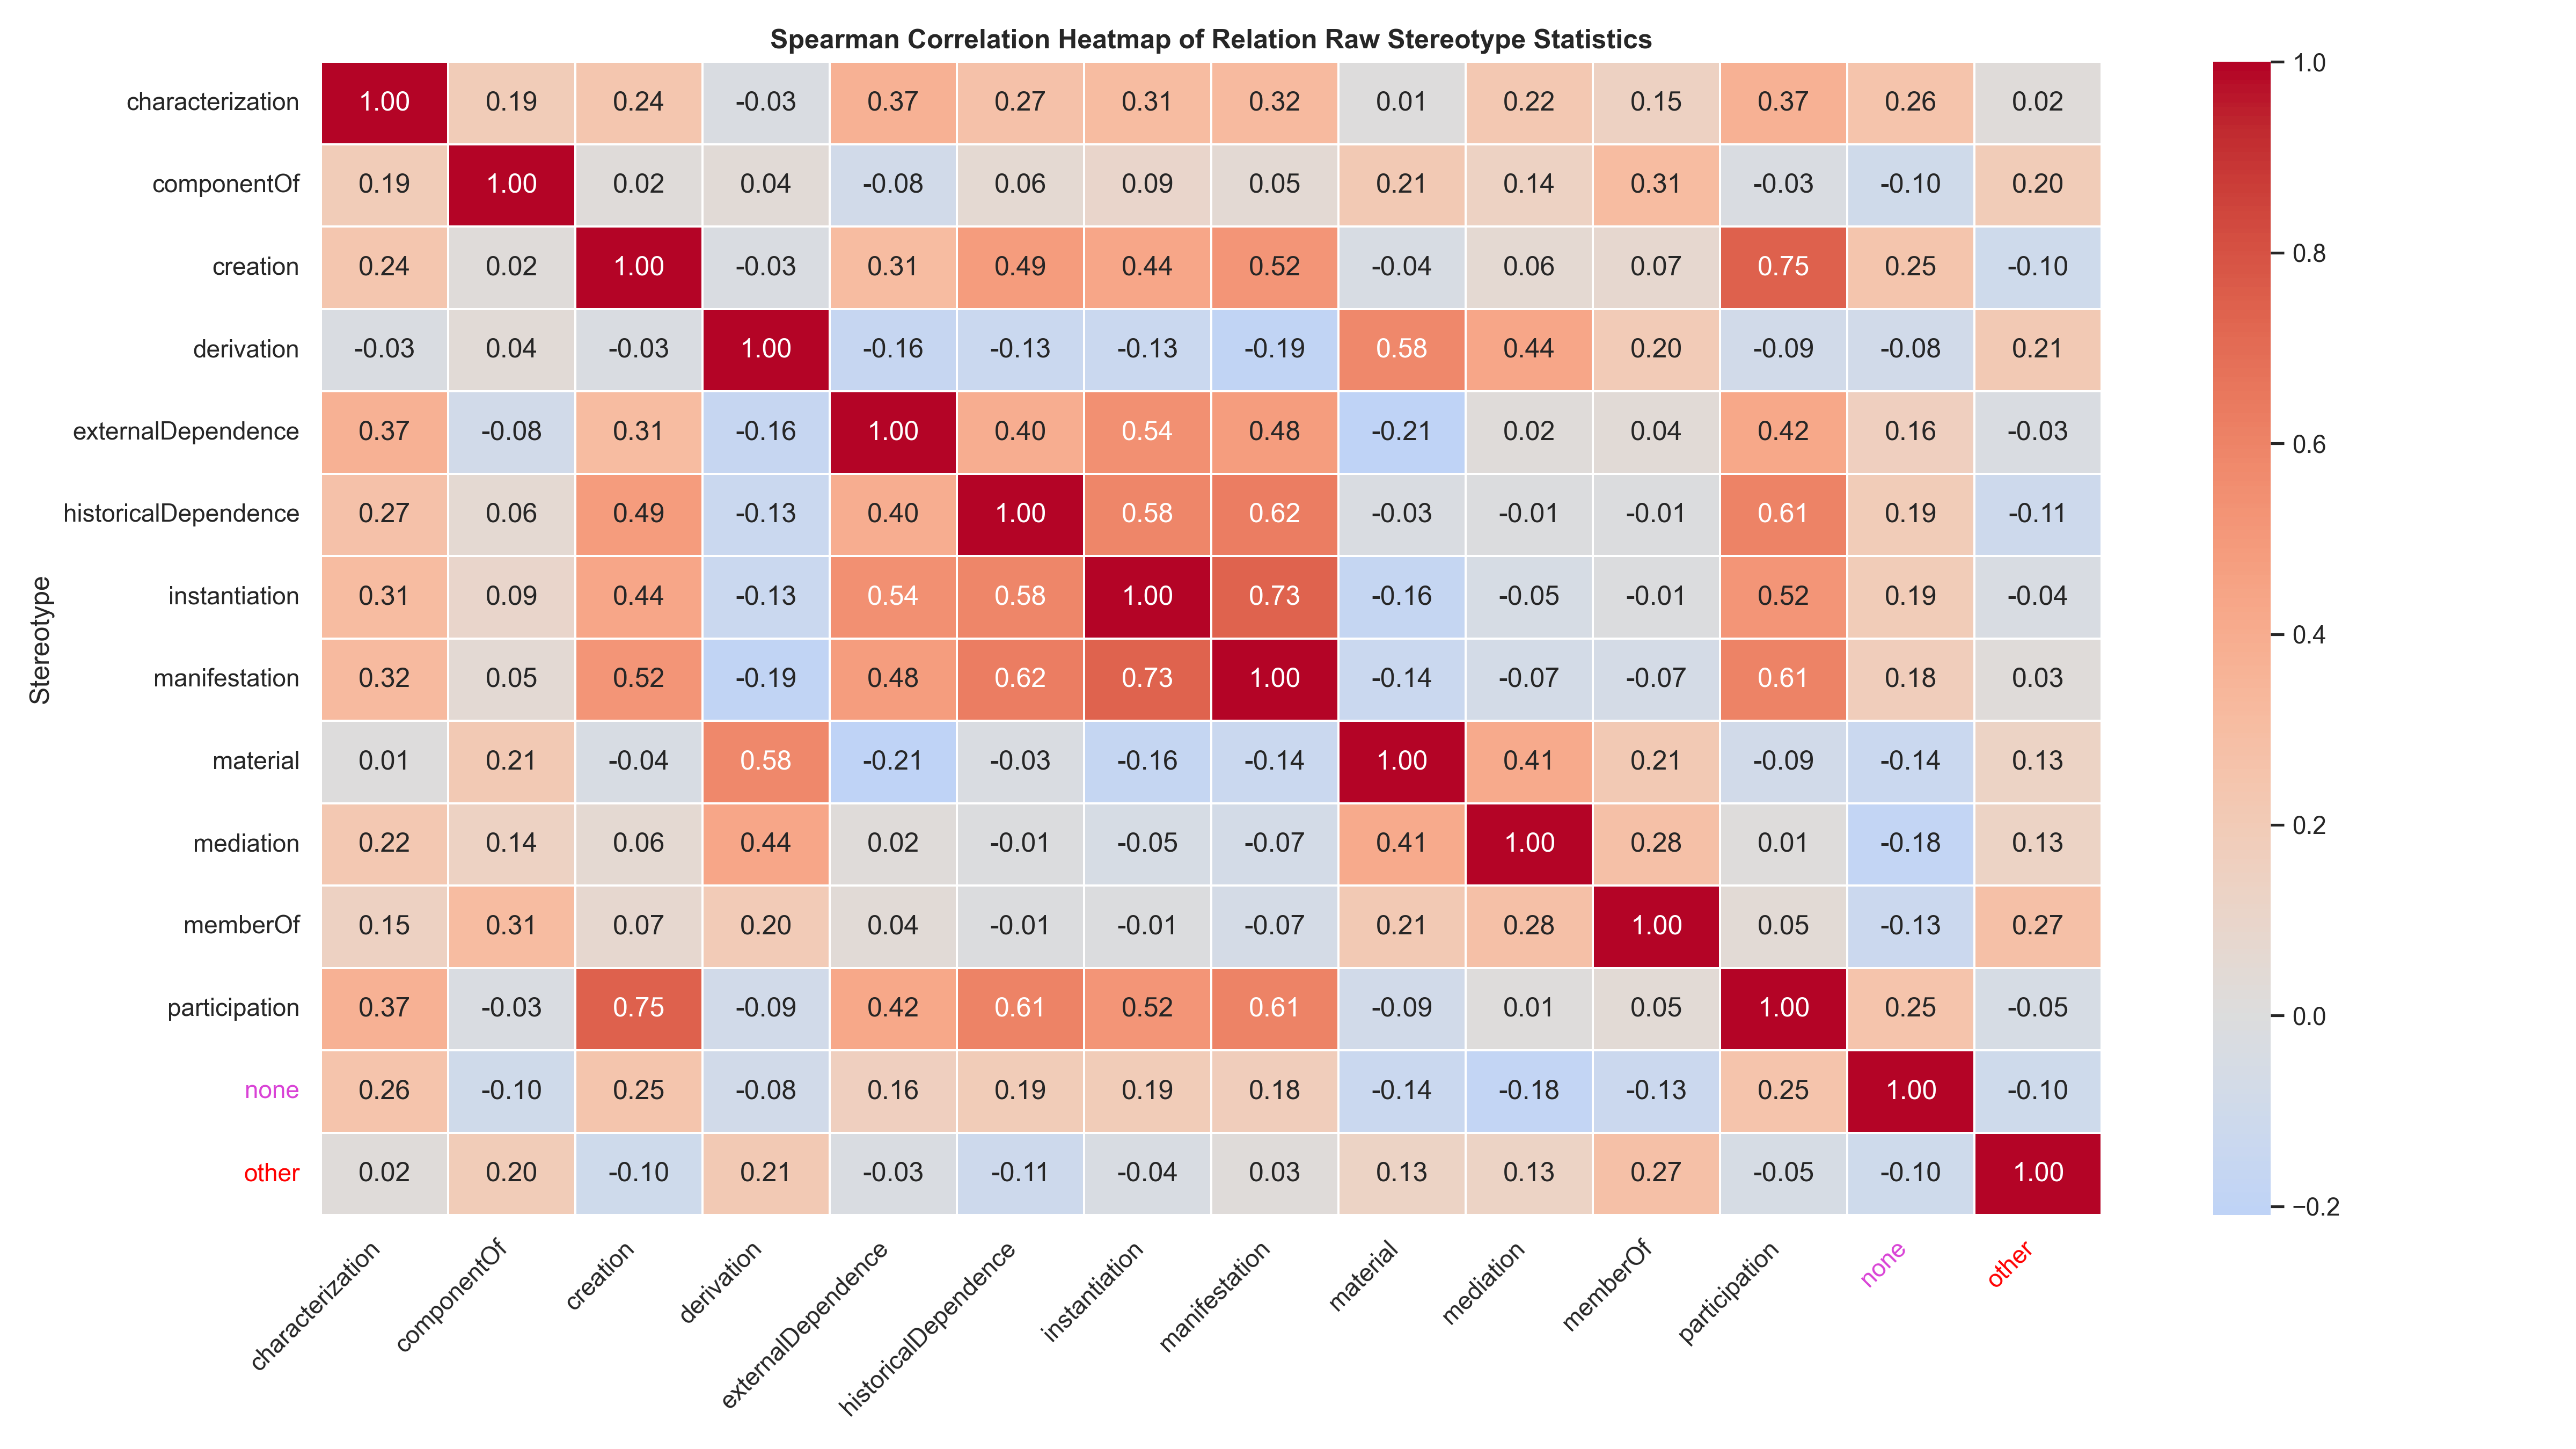 Spearman Correlation Heatmap of Relation Raw Stereotype Statistics
characterization 1.00 0.19 0.24 -0.03 0.37 0.27 0.31 0.32 0.01 0.22 0.15 0.37 0.26 0.02
componentOf 0.19 1.00 0.02 0.04 -0.08 0.06 0.09 0.05 0.21 0.14 0.31 -0.03 -0.10 0.20
creation 0.24 0.02 1.00 -0.03 0.31 0.49 0.44 0.52 -0.04 0.06 0.07 0.75 0.25 -0.10
derivation -0.03 0.04 -0.03 1.00 -0.16 -0.13 -0.13 -0.19 0.58 0.44 0.20 -0.09 -0.08 0.21
externalDependence 0.37 -0.08 0.31 -0.16 1.00 0.40 0.54 0.48 -0.21 0.02 0.04 0.42 0.16 -0.03
historicalDependence 0.27 0.06 0.49 -0.13 0.40 1.00 0.58 0.62 -0.03 -0.01 -0.01 0.61 0.19 -0.11
instantiation 0.31 0.09 0.44 -0.13 0.54 0.58 1.00 0.73 -0.16 -0.05 -0.01 0.52 0.19 -0.04
manifestation 0.32 0.05 0.52 -0.19 0.48 0.62 0.73 1.00 -0.14 -0.07 -0.07 0.61 0.18 0.03
material 0.01 0.21 -0.04 0.58 -0.21 -0.03 -0.16 -0.14 1.00 0.41 0.21 -0.09 -0.14 0.13
mediation 0.22 0.14 0.06 0.44 0.02 -0.01 -0.05 -0.07 0.41 1.00 0.28 0.01 -0.18 0.13
memberOf 0.15 0.31 0.07 0.20 0.04 -0.01 -0.01 -0.07 0.21 0.28 1.00 0.05 -0.13 0.27
participation 0.37 -0.03 0.75 -0.09 0.42 0.61 0.52 0.61 -0.09 0.01 0.05 1.00 0.25 -0.05
none 0.26 -0.10 0.25 -0.08 0.16 0.19 0.19 0.18 -0.14 -0.18 -0.13 0.25 1.00 -0.10
other 0.02 0.20 -0.10 0.21 -0.03 -0.11 -0.04 0.03 0.13 0.13 0.27 -0.05 -0.10 1.00
Stereotype
characterization
componentOf
creation
derivation
externalDependence
historicalDependence
instantiation
manifestation
material
mediation
memberOf
participation
none
other
1.0
0.8
0.6
0.4
0.2
0.0
−0.2